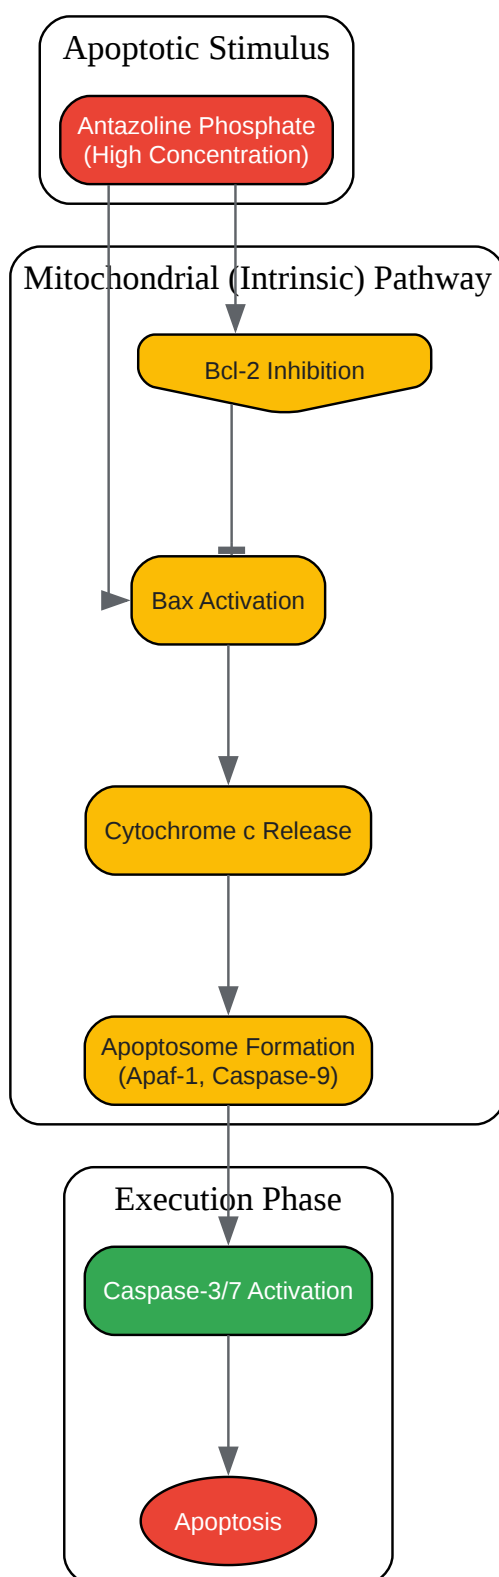 Apoptotic Stimulus
Antazoline Phosphate
(High Concentration)
Mitochondrial (Intrinsic) Pathway
Bcl-2 Inhibition
Bax Activation
Cytochrome c Release
Apoptosome Formation
(Apaf-1, Caspase-9)
Execution Phase
Caspase-3/7 Activation
Apoptosis